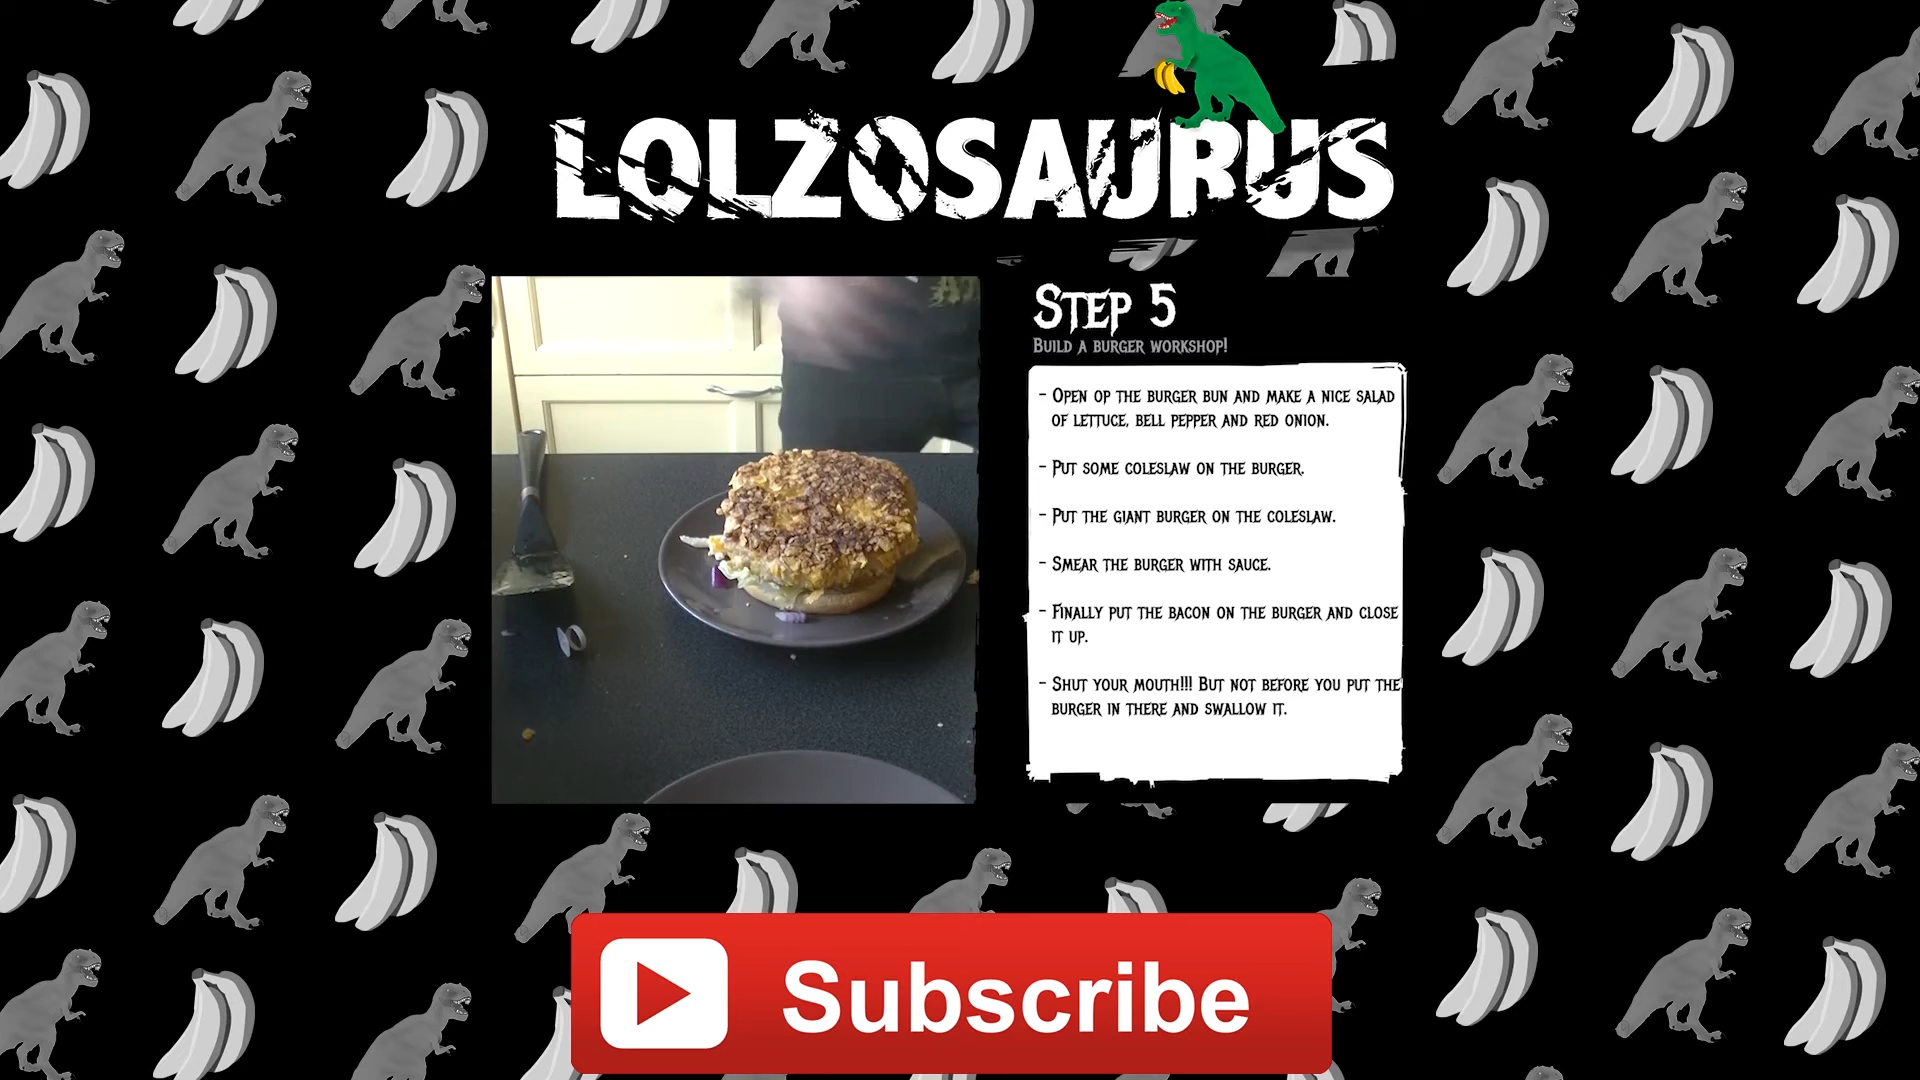 LOLZOSAURUS
Step 5
Build a burger workshop!
- Open op the burger bun and make a nice salad
of lettuce, bell pepper and red onion.
- Put some coleslaw on the burger.
- Put the giant burger on the coleslaw.
- Smear the burger with sauce.
- Finally put the bacon on the burger and close
it up.
- Shut your mouth!!! But not before you put the
burger in there and swallow it.
Subscribe